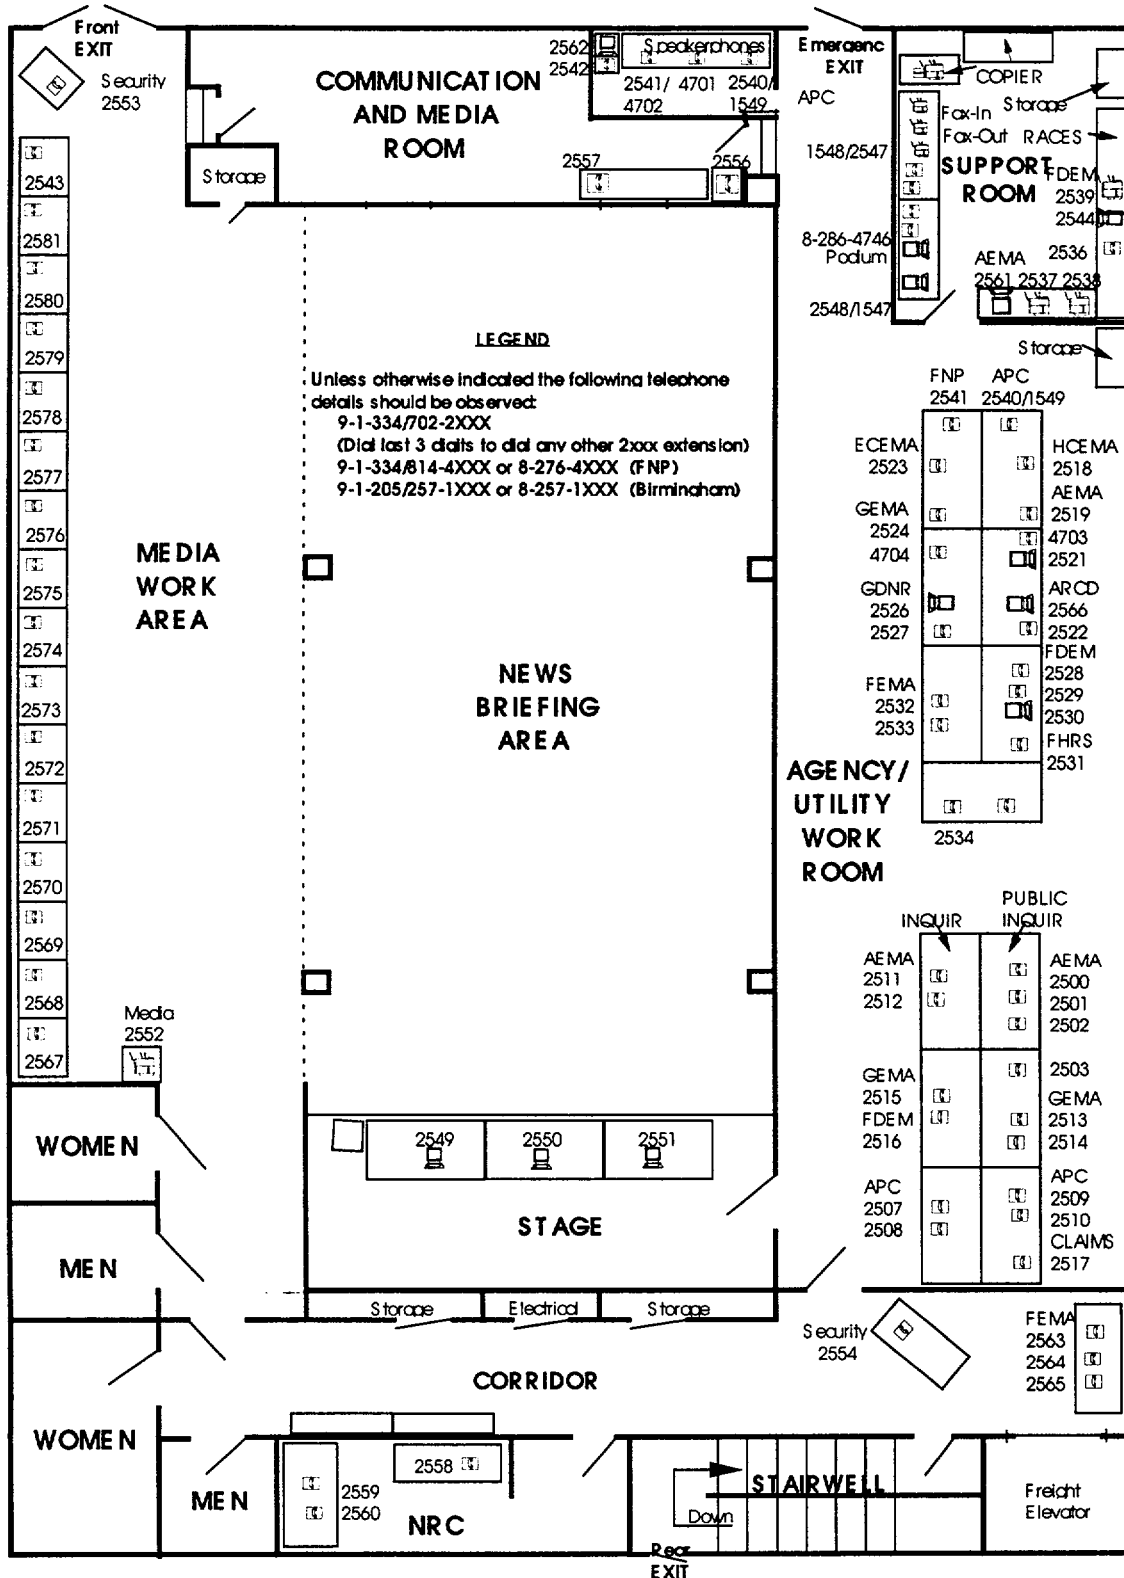 Front
EXIT
Security
2553
COMMUNICATION
AND MEDIA
ROOM
Storage
2562
2542
Speakerphones
2541/ 4701 2540/
4702 1549
2557
2556
Emergenc
EXIT
APC
1548/2547
8-286-4746
Podium
2548/1547
COPIER
Storage
Fax-In
Fax-Out RACES
SUPPORT
ROOM
FDEM
2539
2544
2536
AEMA
2561 2537 2538
Storage
2543
2581
2580
2579
2578
2577
2576
2575
2574
2573
2572
2571
2570
2569
2568
2567
MEDIA
WORK
AREA
Media
2552
LEGEND
Unless otherwise indicated the following telephone
details should be observed:
9-1-334/702-2XXX
(Dial last 3 digits to dial any other 2xxx extension)
9-1-334/814-4XXX or 8-276-4XXX (FNP)
9-1-205/257-1XXX or 8-257-1XXX (Birmingham)
NEWS
BRIEFING
AREA
FNP
2541
APC
2540/1549
ECEMA
2523
GEMA
2524
4704
GDNR
2526
2527
FEMA
2532
2533
HCEMA
2518
AEMA
2519
4703
2521
ARCD
2566
2522
FDEM
2528
2529
2530
FHRS
2531
2534
AGENCY/
UTILITY
WORK
ROOM
INQUIR
PUBLIC
INQUIR
AEMA
2511
2512
GEMA
2515
FDEM
2516
APC
2507
2508
AEMA
2500
2501
2502
2503
GEMA
2513
2514
APC
2509
2510
CLAIMS
2517
WOMEN
MEN
2549
2550
2551
STAGE
Storage
Electrical
Storage
Security
2554
FEMA
2563
2564
2565
CORRIDOR
WOMEN
MEN
2559
2560
2558
NRC
STAIRWELL
Down
Rear
EXIT
Freight
Elevator